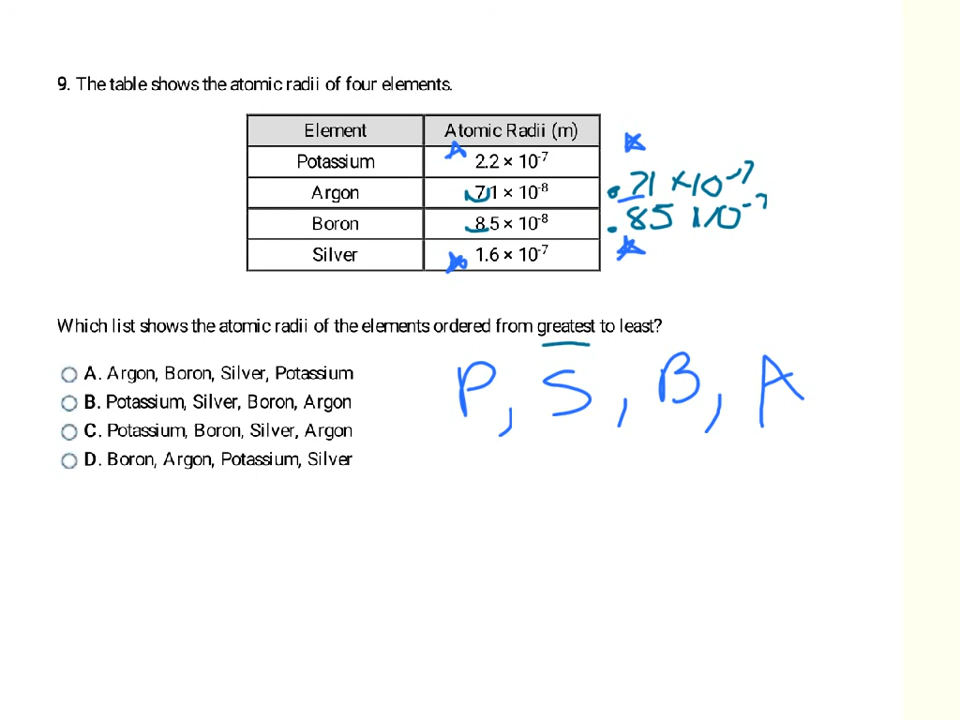 9. The table shows the atomic radii of four elements.
Element Atomic Radii (m)
Potassium 2.2 × 10⁻⁷
Argon 7.1 × 10⁻⁸ .71 × 10⁻⁷
Boron 8.5 × 10⁻⁸ .85 × 10⁻⁷
Silver 1.6 × 10⁻⁷
Which list shows the atomic radii of the elements ordered from greatest to least?
A. Argon, Boron, Silver, Potassium
B. Potassium, Silver, Boron, Argon
C. Potassium, Boron, Silver, Argon
D. Boron, Argon, Potassium, Silver
P, S, B, A